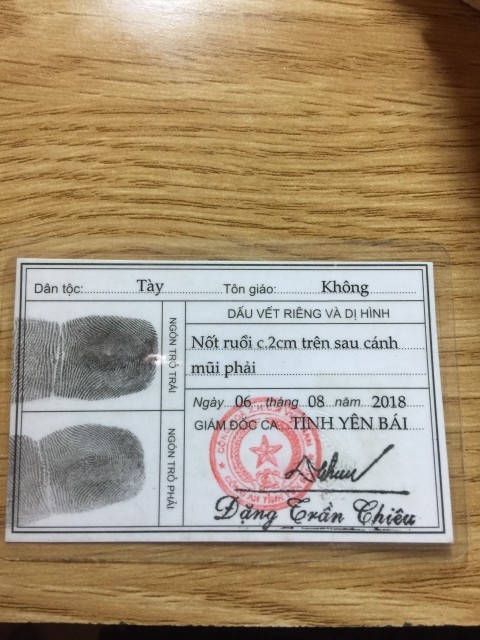 Dân tộc: Tày Tôn giáo: Không
NGÓN TRỎ TRÁI
NGÓN TRỎ PHẢI
DẤU VẾT RIÊNG VÀ DỊ HÌNH
Nốt ruồi c.2cm trên sau cánh
mũi phải
Ngày 06 tháng 08 năm 2018
GIÁM ĐỐC CA TỈNH YÊN BÁI
Đặng Trần Chiêu